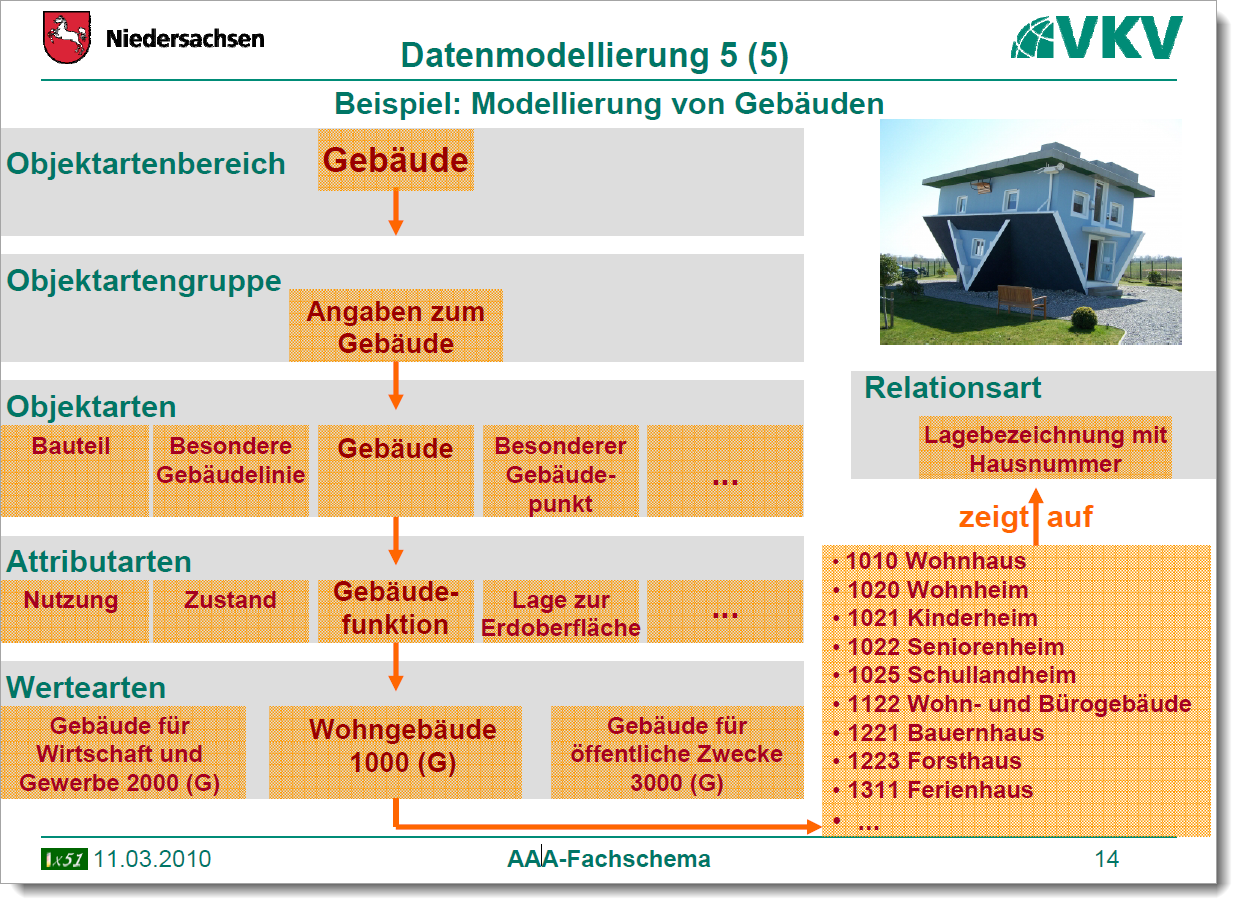 Niedersachsen
VKV
Datenmodellierung 5 (5)
Beispiel: Modellierung von Gebäuden
Objektartenbereich
Gebäude
Objektartengruppe
Angaben zum
Gebäude
Objektarten
Bauteil
Besondere
Gebäudelinie
Gebäude
Besonderer
Gebäude-
punkt
...
Attributarten
Nutzung
Zustand
Gebäude-
funktion
Lage zur
Erdoberfläche
...
Wertearten
Gebäude für
Wirtschaft und
Gewerbe 2000 (G)
Wohngebäude
1000 (G)
Gebäude für
öffentliche Zwecke
3000 (G)
Relationsart
Lagebezeichnung mit
Hausnummer
zeigt auf
• 1010 Wohnhaus
• 1020 Wohnheim
• 1021 Kinderheim
• 1022 Seniorenheim
• 1025 Schullandheim
• 1122 Wohn- und Bürogebäude
• 1221 Bauernhaus
• 1223 Forsthaus
• 1311 Ferienhaus
• ...
1x51 11.03.2010
AAA-Fachschema
14